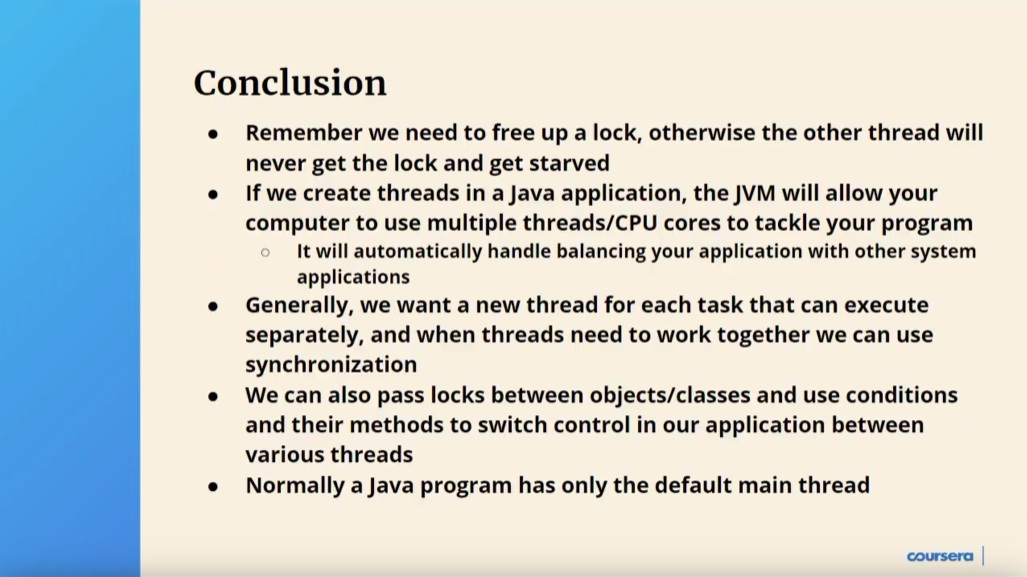 Conclusion
● Remember we need to free up a lock, otherwise the other thread will
never get the lock and get starved
● If we create threads in a Java application, the JVM will allow your
computer to use multiple threads/CPU cores to tackle your program
○ It will automatically handle balancing your application with other system
applications
● Generally, we want a new thread for each task that can execute
separately, and when threads need to work together we can use
synchronization
● We can also pass locks between objects/classes and use conditions
and their methods to switch control in our application between
various threads
● Normally a Java program has only the default main thread
coursera